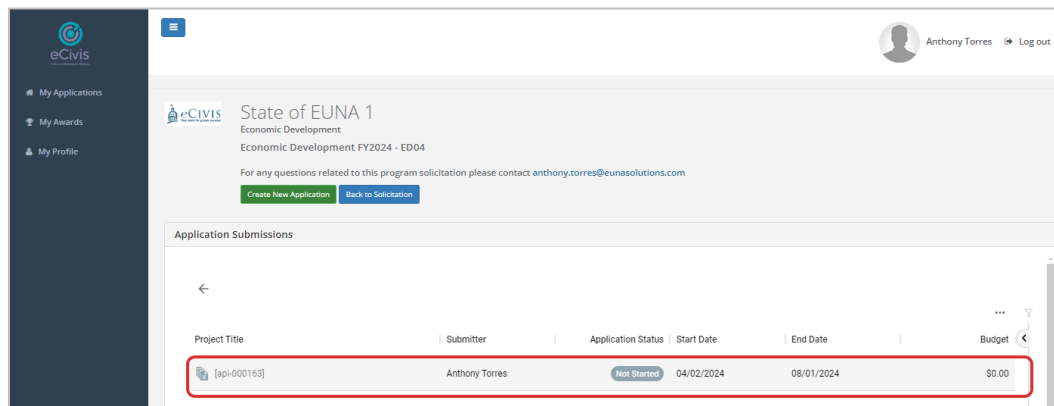 eCivis
Anthony Torres Log out
My Applications
My Awards
My Profile
eCIVIS
State of EUNA 1
Economic Development
Economic Development FY2024 - ED04
For any questions related to this program solicitation please contact anthony.torres@eunasolutions.com
Create New Application Back to Solicitation
Application Submissions
Project Title Submitter Application Status Start Date End Date Budget
[api-000163] Anthony Torres Not Started 04/02/2024 08/01/2024 $0.00